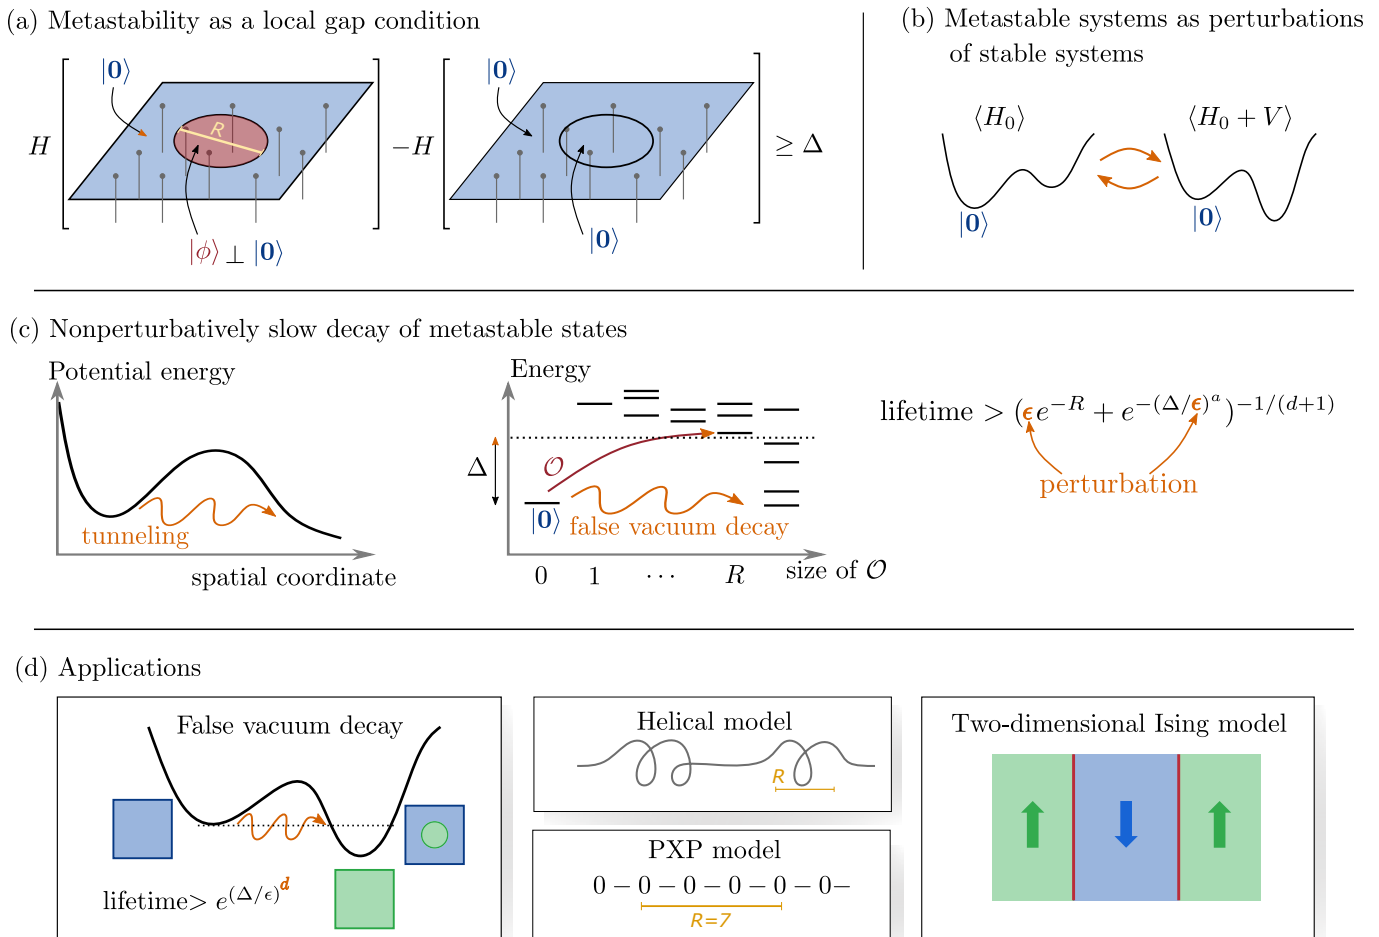 (a) Metastability as a local gap condition
|0⟩
|0⟩
H
R
−H
≥ Δ
|ϕ⟩ ⊥ |0⟩
|0⟩
(b) Metastable systems as perturbations
of stable systems
⟨H₀⟩
⟨H₀ + V⟩
|0⟩
|0⟩
(c) Nonperturbatively slow decay of metastable states
Potential energy
tunneling
spatial coordinate
Energy
Δ
𝒪
|0⟩
false vacuum decay
0 1 ⋯ R
size of 𝒪
lifetime > (ϵe^{−R} + e^{−(Δ/ϵ)^a})^{−1/(d+1)}
perturbation
(d) Applications
False vacuum decay
lifetime> e^{(Δ/ϵ)^d}
Helical model
R
PXP model
0 − 0 − 0 − 0 − 0 − 0−
R=7
Two-dimensional Ising model